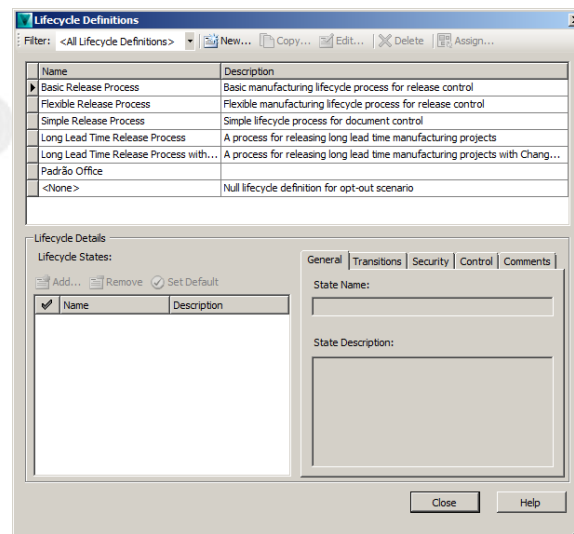 Lifecycle Definitions
Filter: <All Lifecycle Definitions> New... Copy... Edit... Delete Assign...
Name Description
Basic Release Process Basic manufacturing lifecycle process for release control
Flexible Release Process Flexible manufacturing lifecycle process for release control
Simple Release Process Simple lifecycle process for document control
Long Lead Time Release Process A process for releasing long lead time manufacturing projects
Long Lead Time Release Process with... A process for releasing long lead time manufacturing projects with Chang...
Padrão Office
<None> Null lifecycle definition for opt-out scenario
Lifecycle Details
Lifecycle States:
Add... Remove Set Default
Name Description
General Transitions Security Control Comments
State Name:
State Description:
Close Help